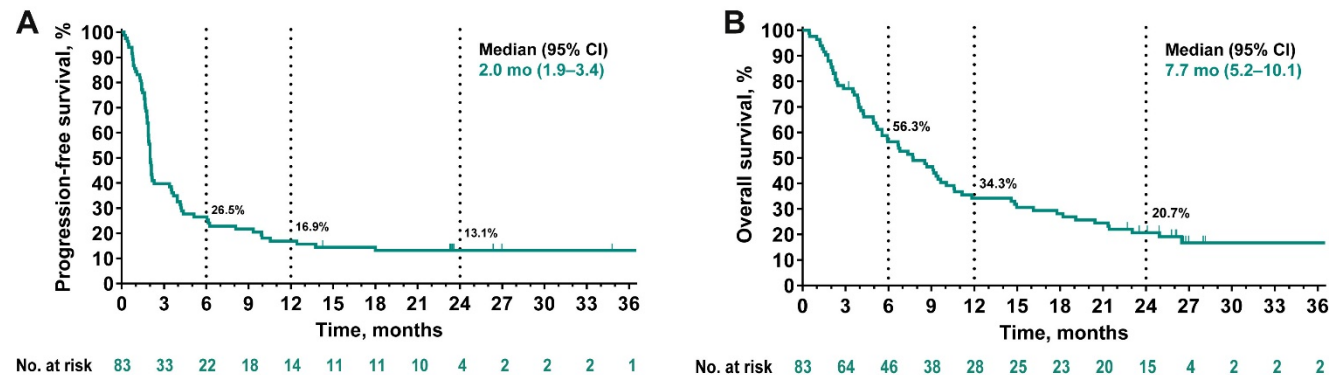 A
Progression-free survival, %
100
90
80
70
60
50
40
30
20
10
0
Median (95% CI)
2.0 mo (1.9–3.4)
26.5%
16.9%
13.1%
0 3 6 9 12 15 18 21 24 27 30 33 36
Time, months
No. at risk 83 33 22 18 14 11 11 10 4 2 2 2 1
B
Overall survival, %
100
90
80
70
60
50
40
30
20
10
0
Median (95% CI)
7.7 mo (5.2–10.1)
56.3%
34.3%
20.7%
0 3 6 9 12 15 18 21 24 27 30 33 36
Time, months
No. at risk 83 64 46 38 28 25 23 20 15 4 2 2 2